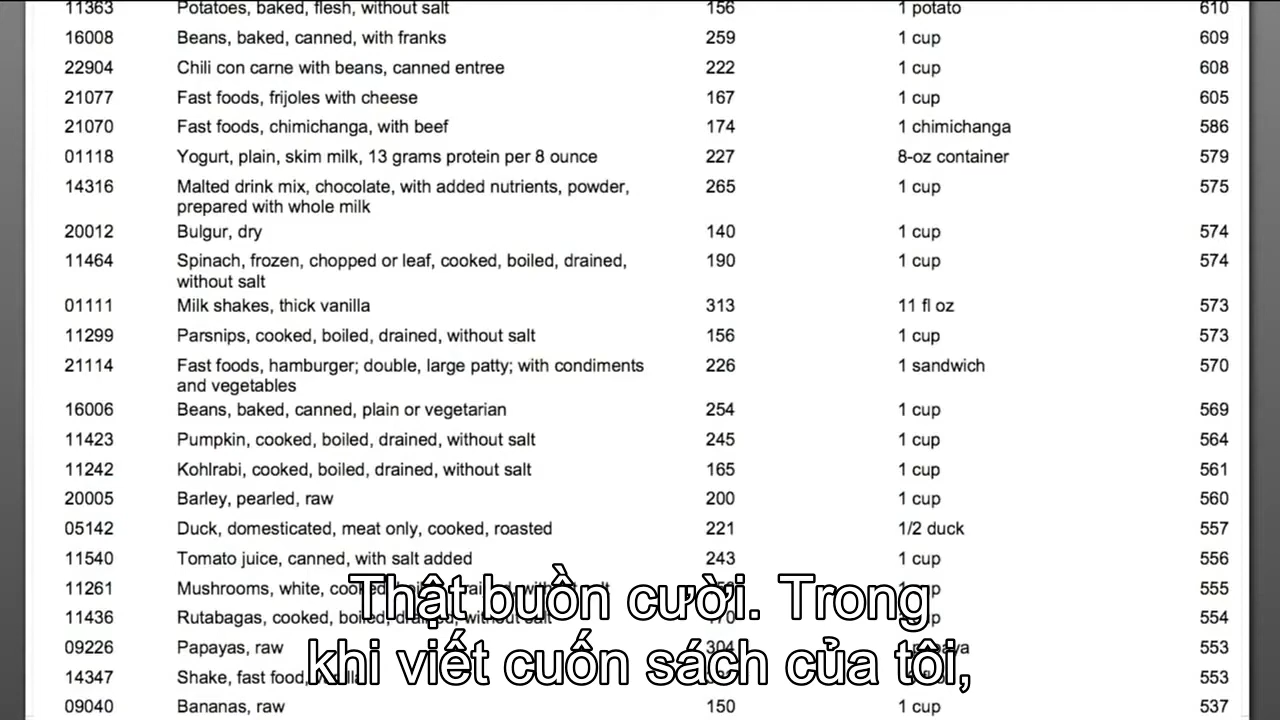 11363 Potatoes, baked, flesh, without salt 156 1 potato 610
16008 Beans, baked, canned, with franks 259 1 cup 609
22904 Chili con carne with beans, canned entree 222 1 cup 608
21077 Fast foods, frijoles with cheese 167 1 cup 605
21070 Fast foods, chimichanga, with beef 174 1 chimichanga 586
01118 Yogurt, plain, skim milk, 13 grams protein per 8 ounce 227 8-oz container 579
14316 Malted drink mix, chocolate, with added nutrients, powder, 265 1 cup 575
prepared with whole milk
20012 Bulgur, dry 140 1 cup 574
11464 Spinach, frozen, chopped or leaf, cooked, boiled, drained, 190 1 cup 574
without salt
01111 Milk shakes, thick vanilla 313 11 fl oz 573
11299 Parsnips, cooked, boiled, drained, without salt 156 1 cup 573
21114 Fast foods, hamburger; double, large patty; with condiments 226 1 sandwich 570
and vegetables
16006 Beans, baked, canned, plain or vegetarian 254 1 cup 569
11423 Pumpkin, cooked, boiled, drained, without salt 245 1 cup 564
11242 Kohlrabi, cooked, boiled, drained, without salt 165 1 cup 561
20005 Barley, pearled, raw 200 1 cup 560
05142 Duck, domesticated, meat only, cooked, roasted 221 1/2 duck 557
11540 Tomato juice, canned, with salt added 243 1 cup 556
11261 Mushrooms, white, 555
11436 Rutabagas, cooked, boiled, drained, without salt 554
09226 Papayas, raw 304 553
14347 Shake, fast food, 553
09040 Bananas, raw 150 1 cup 537
Thật buồn cười. Trong
khi viết cuốn sách của tôi,